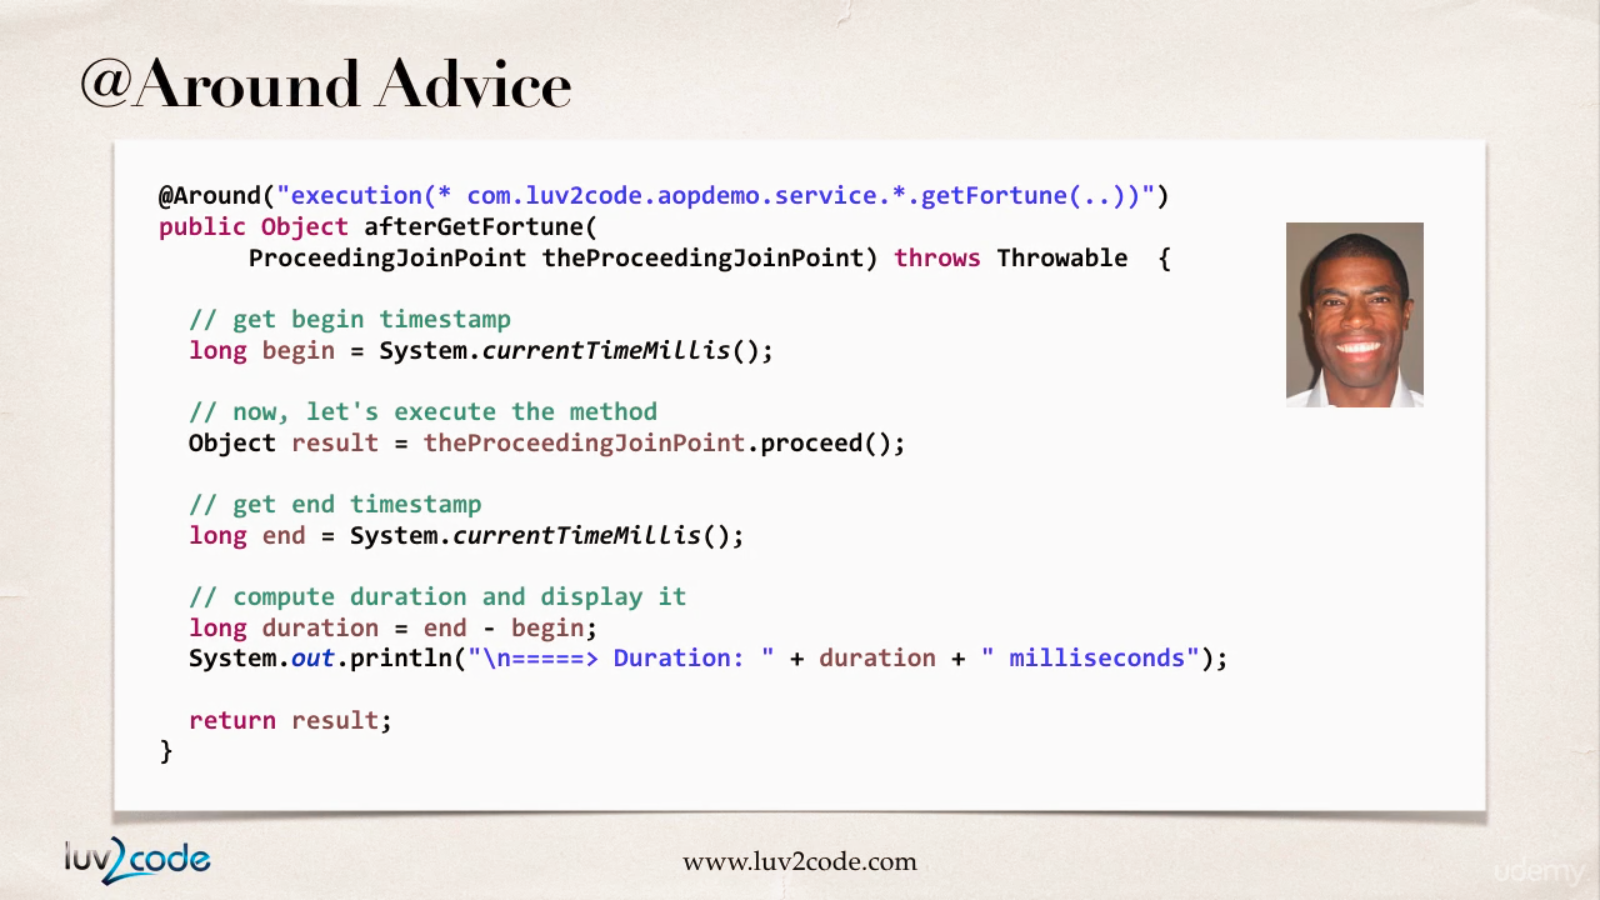 @Around Advice
@Around("execution(* com.luv2code.aopdemo.service.*.getFortune(..))")
public Object afterGetFortune(
ProceedingJoinPoint theProceedingJoinPoint) throws Throwable {
// get begin timestamp
long begin = System.currentTimeMillis();
// now, let's execute the method
Object result = theProceedingJoinPoint.proceed();
// get end timestamp
long end = System.currentTimeMillis();
// compute duration and display it
long duration = end - begin;
System.out.println("\n=====> Duration: " + duration + " milliseconds");
return result;
}
luv2code
www.luv2code.com
udemy